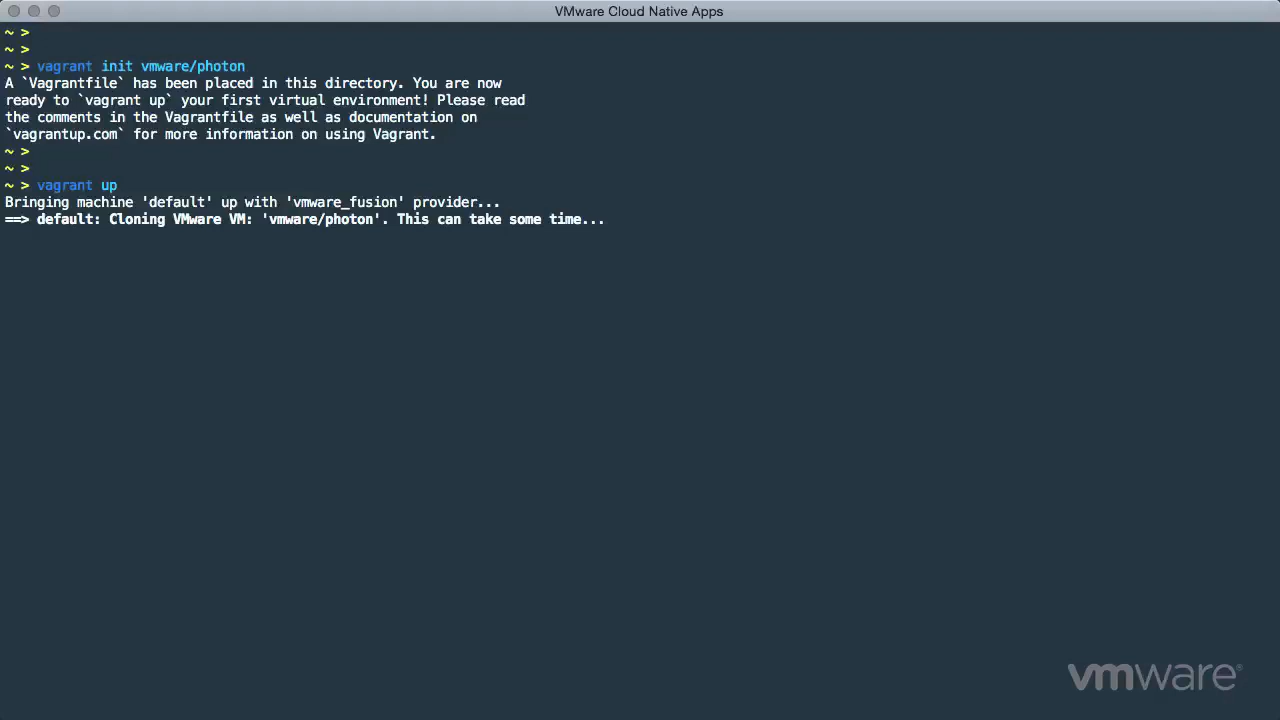 VMware Cloud Native Apps
~ >
~ >
~ > vagrant init vmware/photon
A `Vagrantfile` has been placed in this directory. You are now
ready to `vagrant up` your first virtual environment! Please read
the comments in the Vagrantfile as well as documentation on
`vagrantup.com` for more information on using Vagrant.
~ >
~ >
~ > vagrant up
Bringing machine 'default' up with 'vmware_fusion' provider...
==> default: Cloning VMware VM: 'vmware/photon'. This can take some time...
vmware®